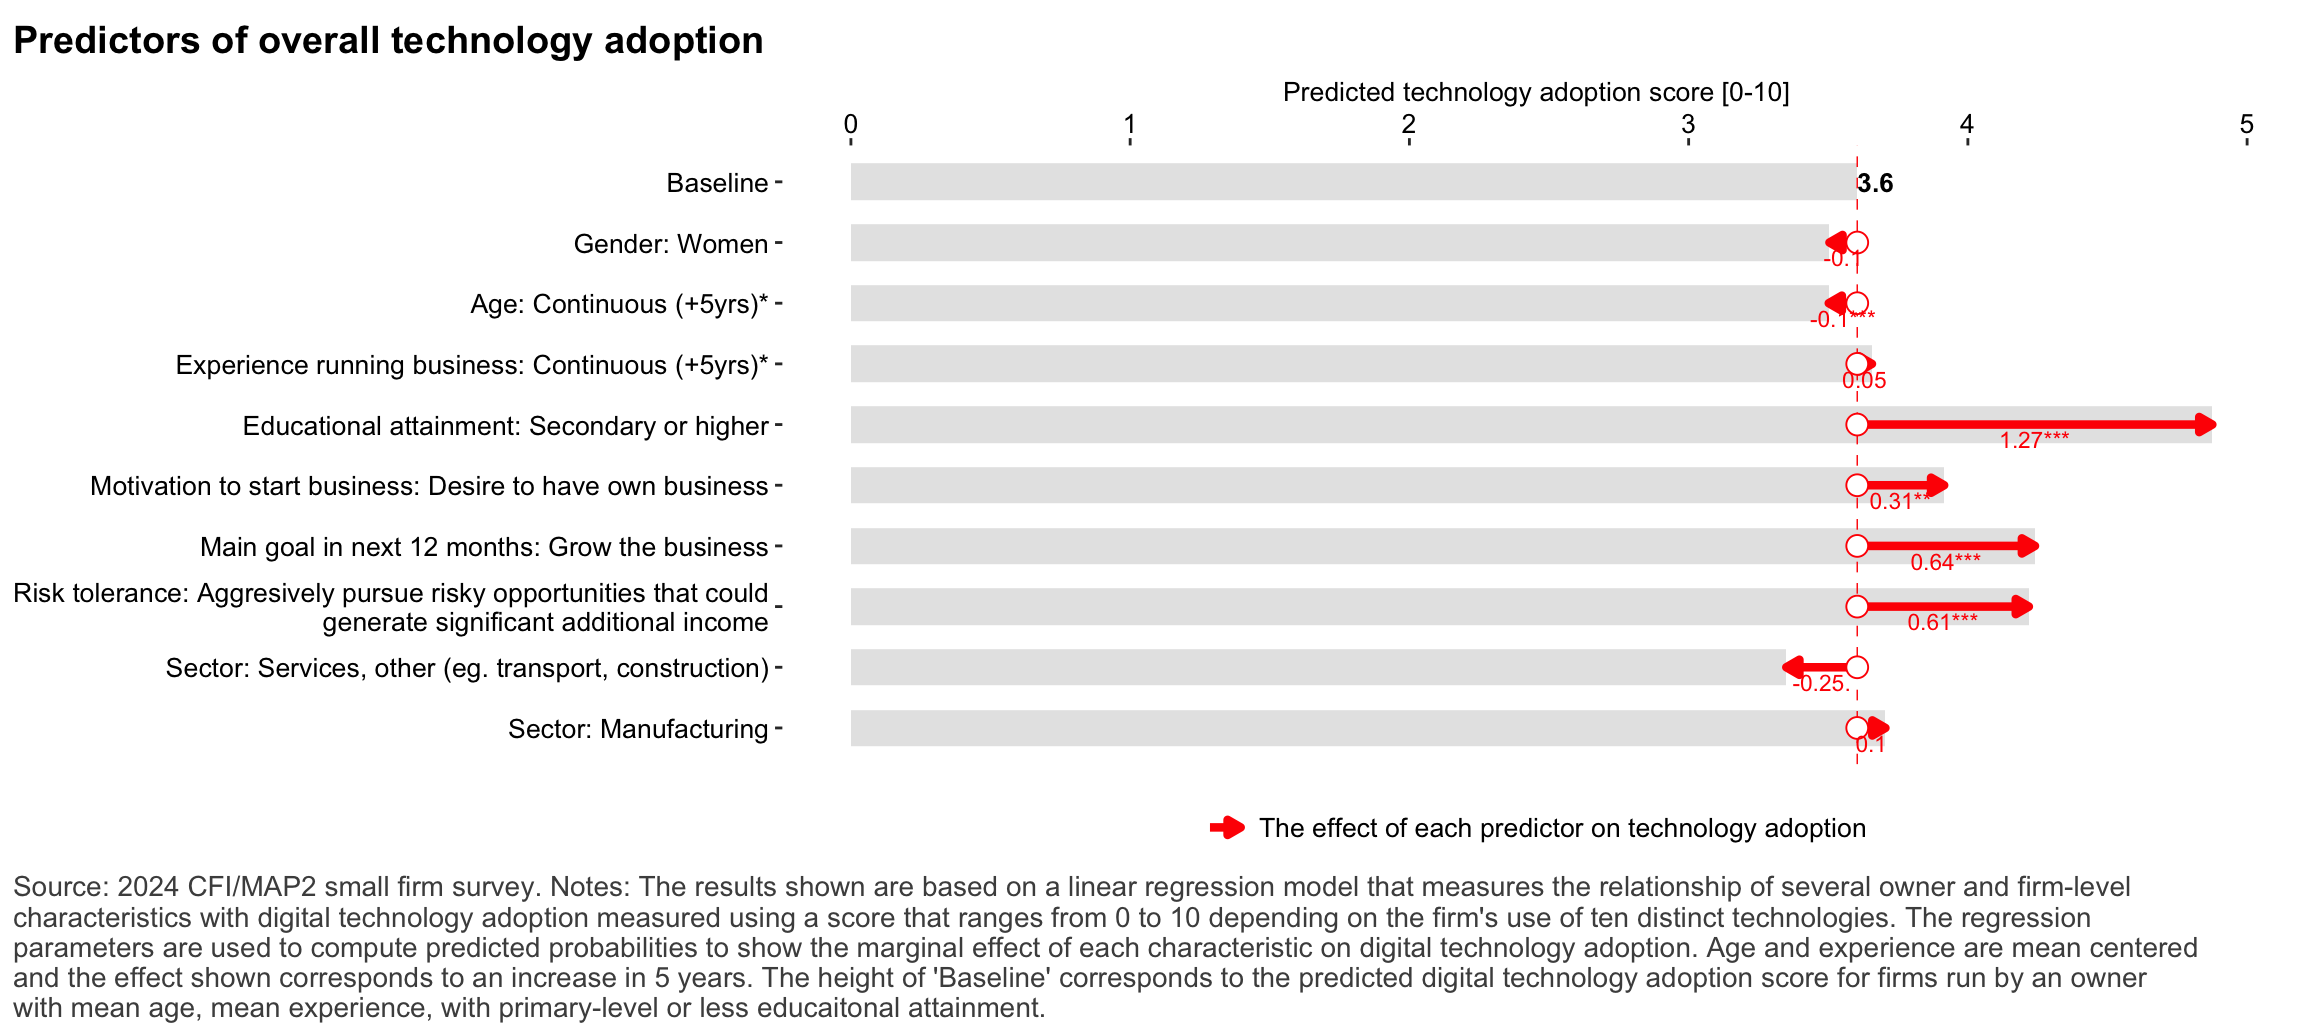 Predictors of overall technology adoption
Predicted technology adoption score [0-10]
0 1 2 3 4 5
Baseline 3.6
Gender: Women -0.1
Age: Continuous (+5yrs)* -0.1***
Experience running business: Continuous (+5yrs)* 0.05
Educational attainment: Secondary or higher 1.27***
Motivation to start business: Desire to have own business 0.31**
Main goal in next 12 months: Grow the business 0.64***
Risk tolerance: Aggresively pursue risky opportunities that could
generate significant additional income 0.61***
Sector: Services, other (eg. transport, construction) -0.25.
Sector: Manufacturing 0.1
The effect of each predictor on technology adoption
Source: 2024 CFI/MAP2 small firm survey. Notes: The results shown are based on a linear regression model that measures the relationship of several owner and firm-level
characteristics with digital technology adoption measured using a score that ranges from 0 to 10 depending on the firm's use of ten distinct technologies. The regression
parameters are used to compute predicted probabilities to show the marginal effect of each characteristic on digital technology adoption. Age and experience are mean centered
and the effect shown corresponds to an increase in 5 years. The height of 'Baseline' corresponds to the predicted digital technology adoption score for firms run by an owner
with mean age, mean experience, with primary-level or less educaitonal attainment.